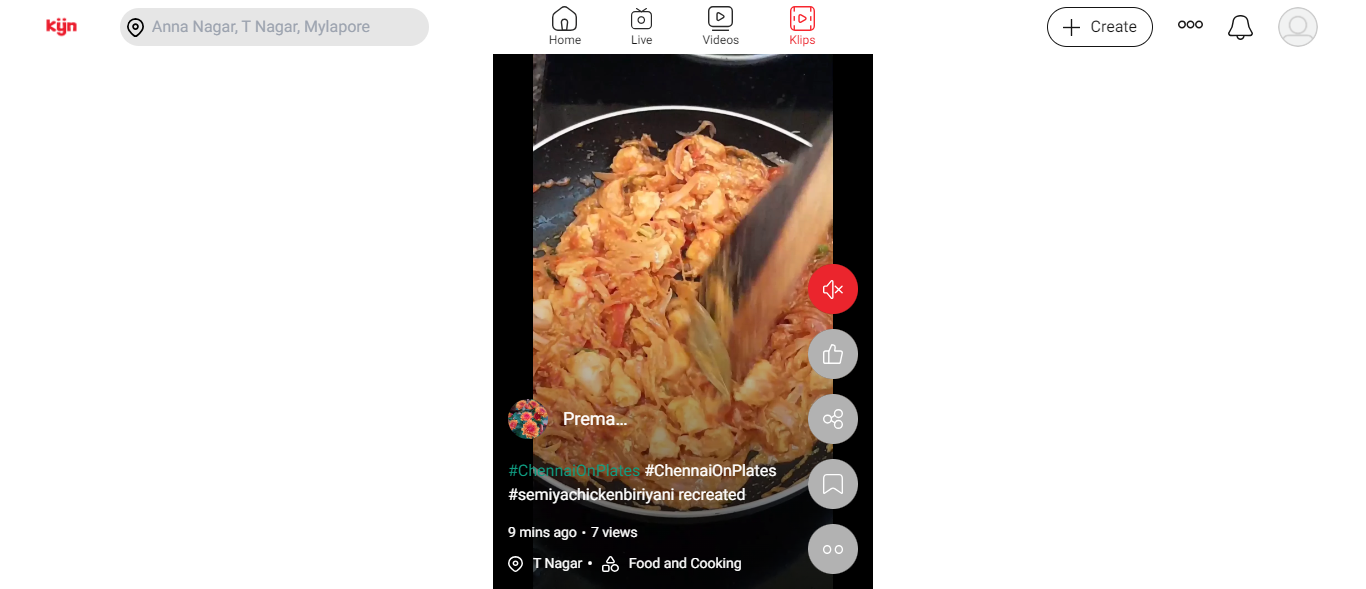 kynn
Anna Nagar, T Nagar, Mylapore
Home
Live
Videos
Klips
Create
Prema...
#ChennaiOnPlates #ChennaiOnPlates
#semiyachickenbiriyani recreated
9 mins ago • 7 views
T Nagar • Food and Cooking